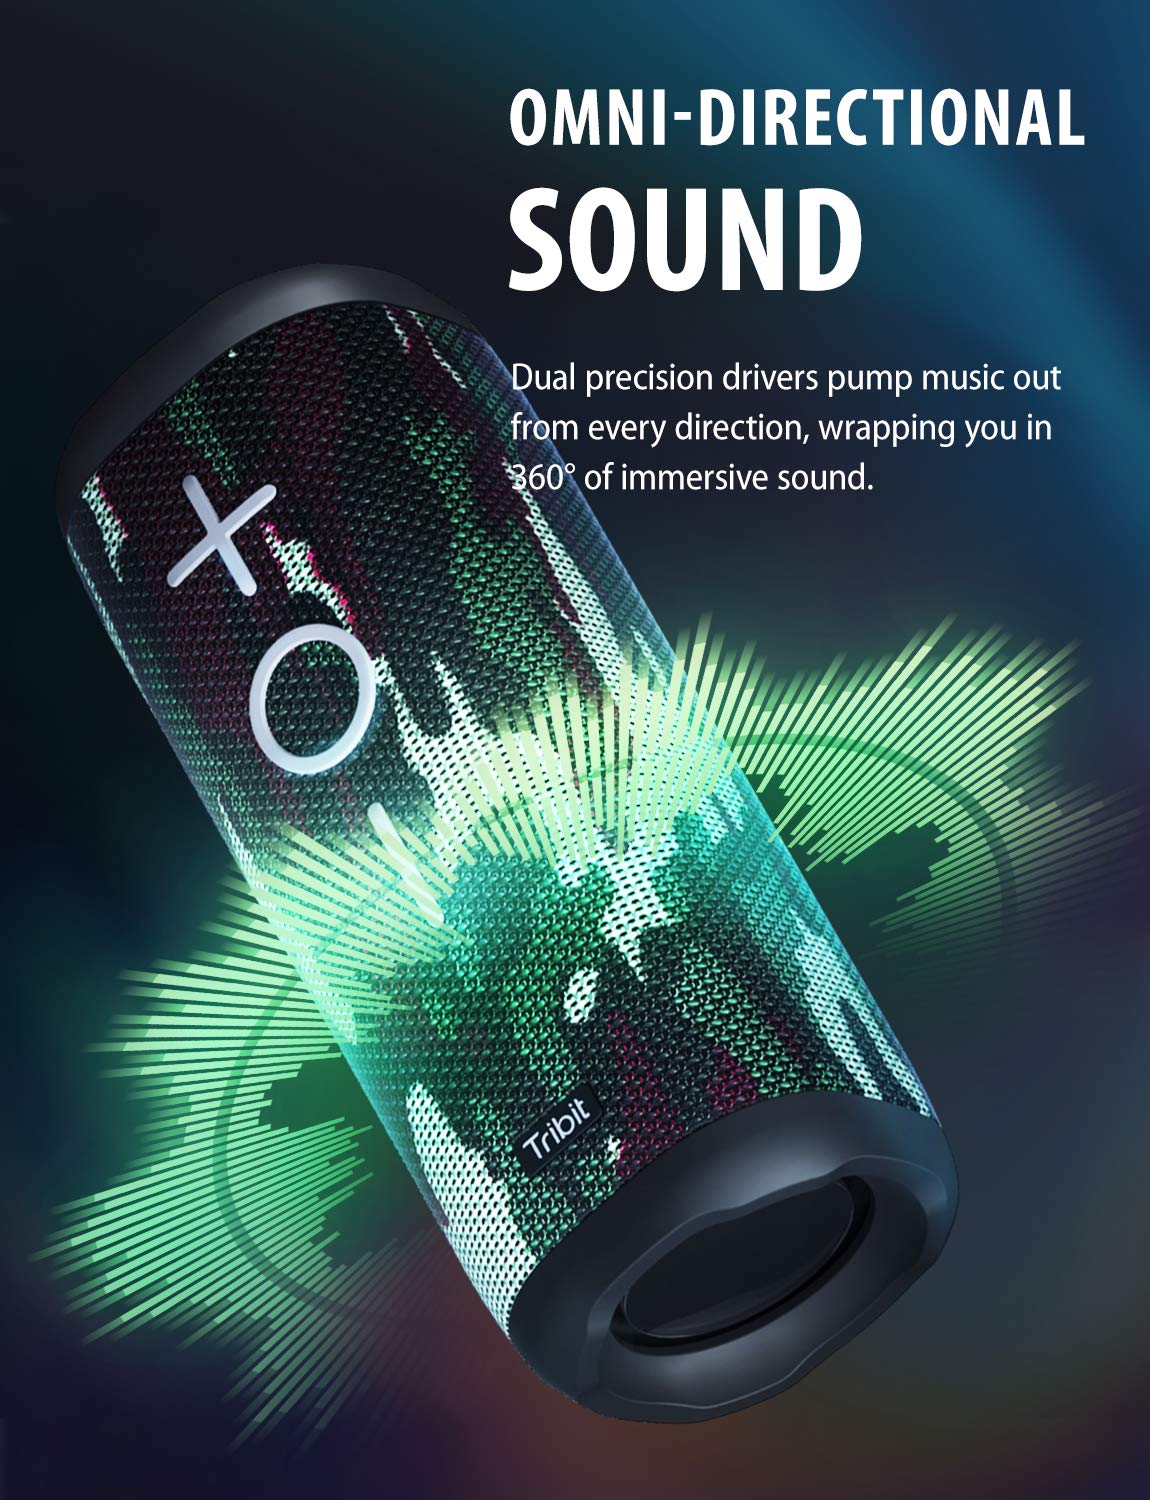 OMNI-DIRECTIONAL
SOUND
Dual precision drivers pump music out
from every direction, wrapping you in
360° of immersive sound.
Tribit